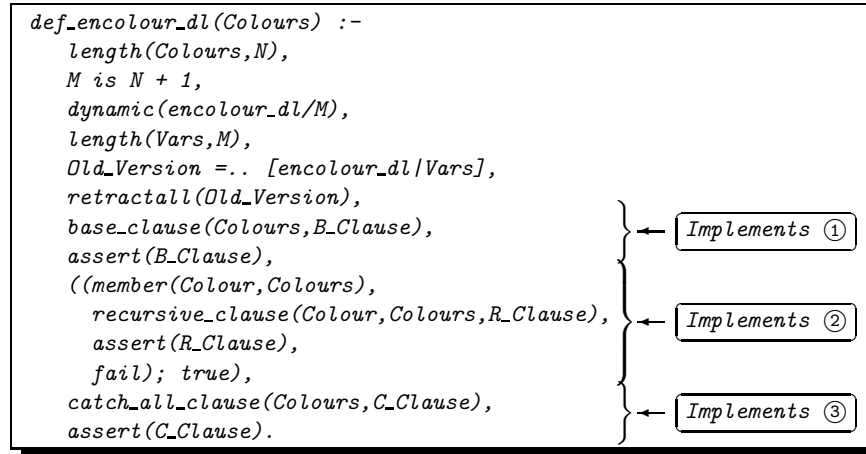 def_encolour_dl(Colours) :-
length(Colours,N),
M is N + 1,
dynamic(encolour_dl/M),
length(Vars,M),
Old_Version =.. [encolour_dl|Vars],
retractall(Old_Version),
base_clause(Colours,B_Clause),
Implements ①
assert(B_Clause),
((member(Colour,Colours),
recursive_clause(Colour,Colours,R_Clause),
Implements ②
assert(R_Clause),
fail); true),
catch_all_clause(Colours,C_Clause),
Implements ③
assert(C_Clause).